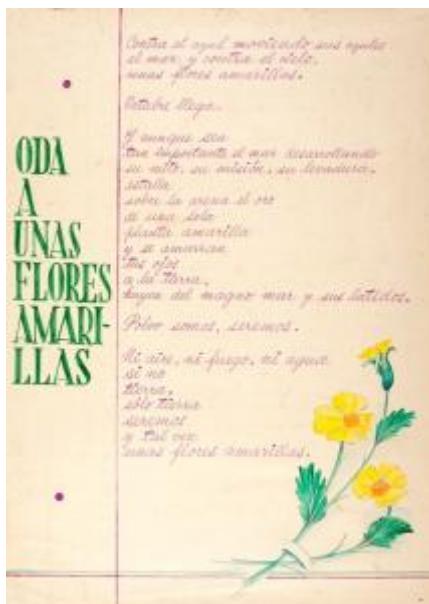 ODA
A
UNAS
FLORES
AMARI-
LLAS
Contra el azul moviendo sus azules
el mar, y contra el cielo,
unas flores amarillas.
Octubre llega.
Y aunque sea
tan importante el mar desarrollando
su mito, su misión, su levadura,
estalla
sobre la arena el oro
de una sola
planta amarilla
y se amarran
tus ojos
a la tierra,
huyen del magno mar y sus latidos.
Polvo somos, seremos.
Ni aire, ni fuego, ni agua
si no
tierra,
sólo tierra
seremos
y tal vez
unas flores amarillas.